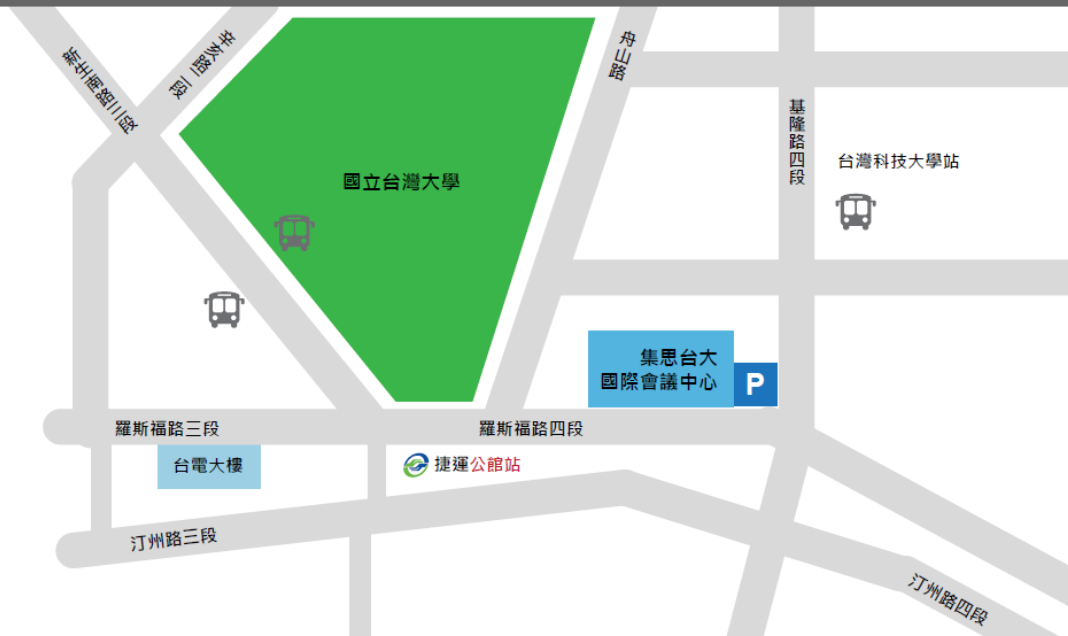 新生南路三段
辛亥路一段
舟山路
基隆路四段
台灣科技大學站
國立台灣大學
集思台大
國際會議中心
P
羅斯福路三段
羅斯福路四段
台電大樓
捷運公館站
汀州路三段
汀州路四段